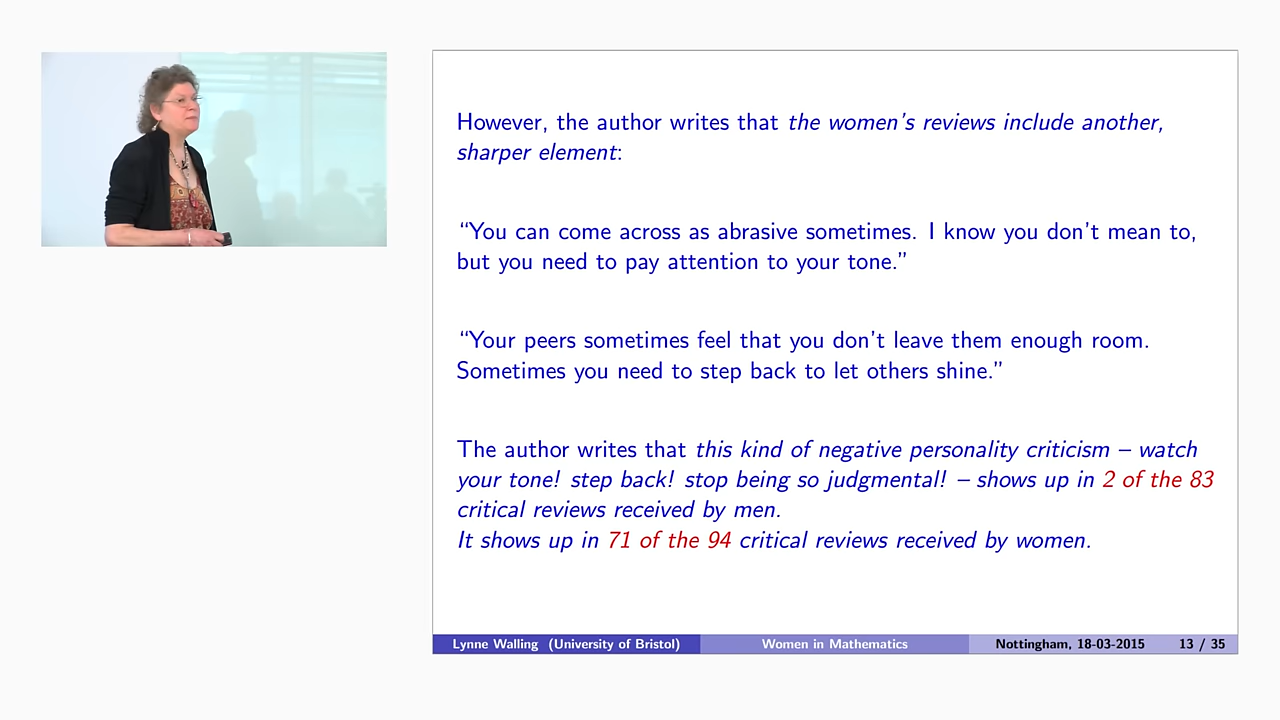 However, the author writes that the women's reviews include another,
sharper element:
“You can come across as abrasive sometimes. I know you don't mean to,
but you need to pay attention to your tone.”
“Your peers sometimes feel that you don't leave them enough room.
Sometimes you need to step back to let others shine.”
The author writes that this kind of negative personality criticism – watch
your tone! step back! stop being so judgmental! – shows up in 2 of the 83
critical reviews received by men.
It shows up in 71 of the 94 critical reviews received by women.
Lynne Walling (University of Bristol) Women in Mathematics Nottingham, 18-03-2015 13 / 35